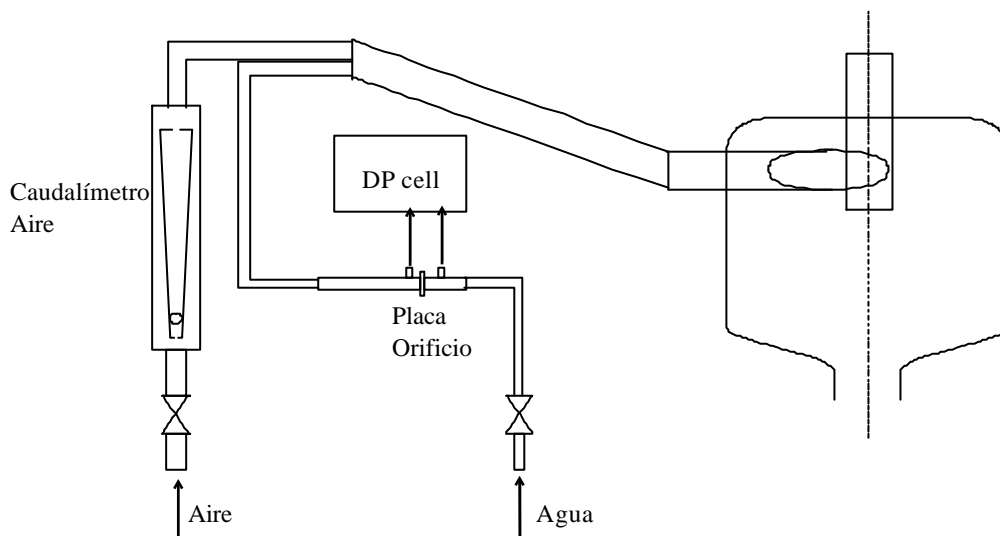 DP cell
Caudalímetro
Aire
Placa
Orificio
Aire
Agua